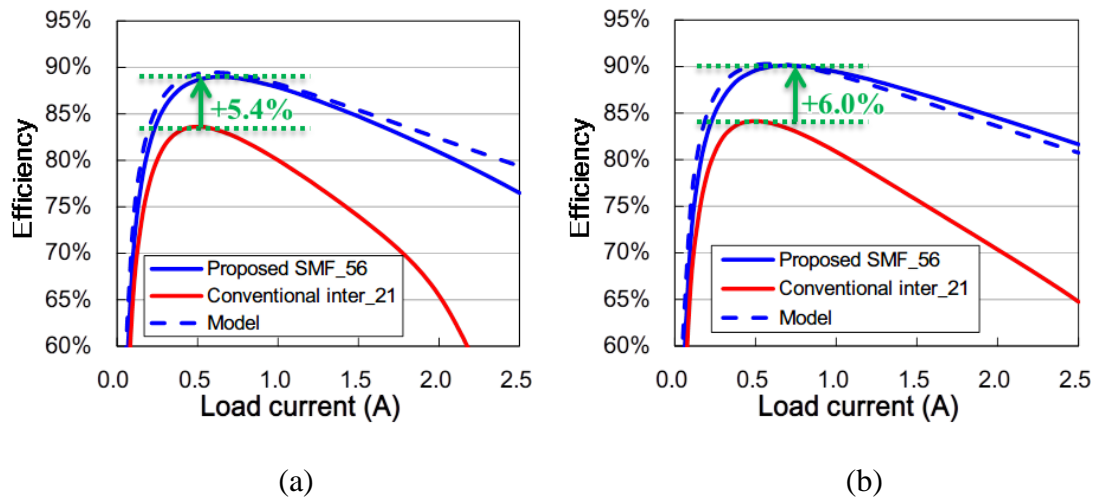 95%
90%
85%
80%
75%
70%
65%
60%
Efficiency
+5.4%
Proposed SMF_56
Conventional inter_21
Model
0.0 0.5 1.0 1.5 2.0 2.5
Load current (A)
(a)
95%
90%
85%
80%
75%
70%
65%
60%
Efficiency
+6.0%
Proposed SMF_56
Conventional inter_21
Model
0.0 0.5 1.0 1.5 2.0 2.5
Load current (A)
(b)